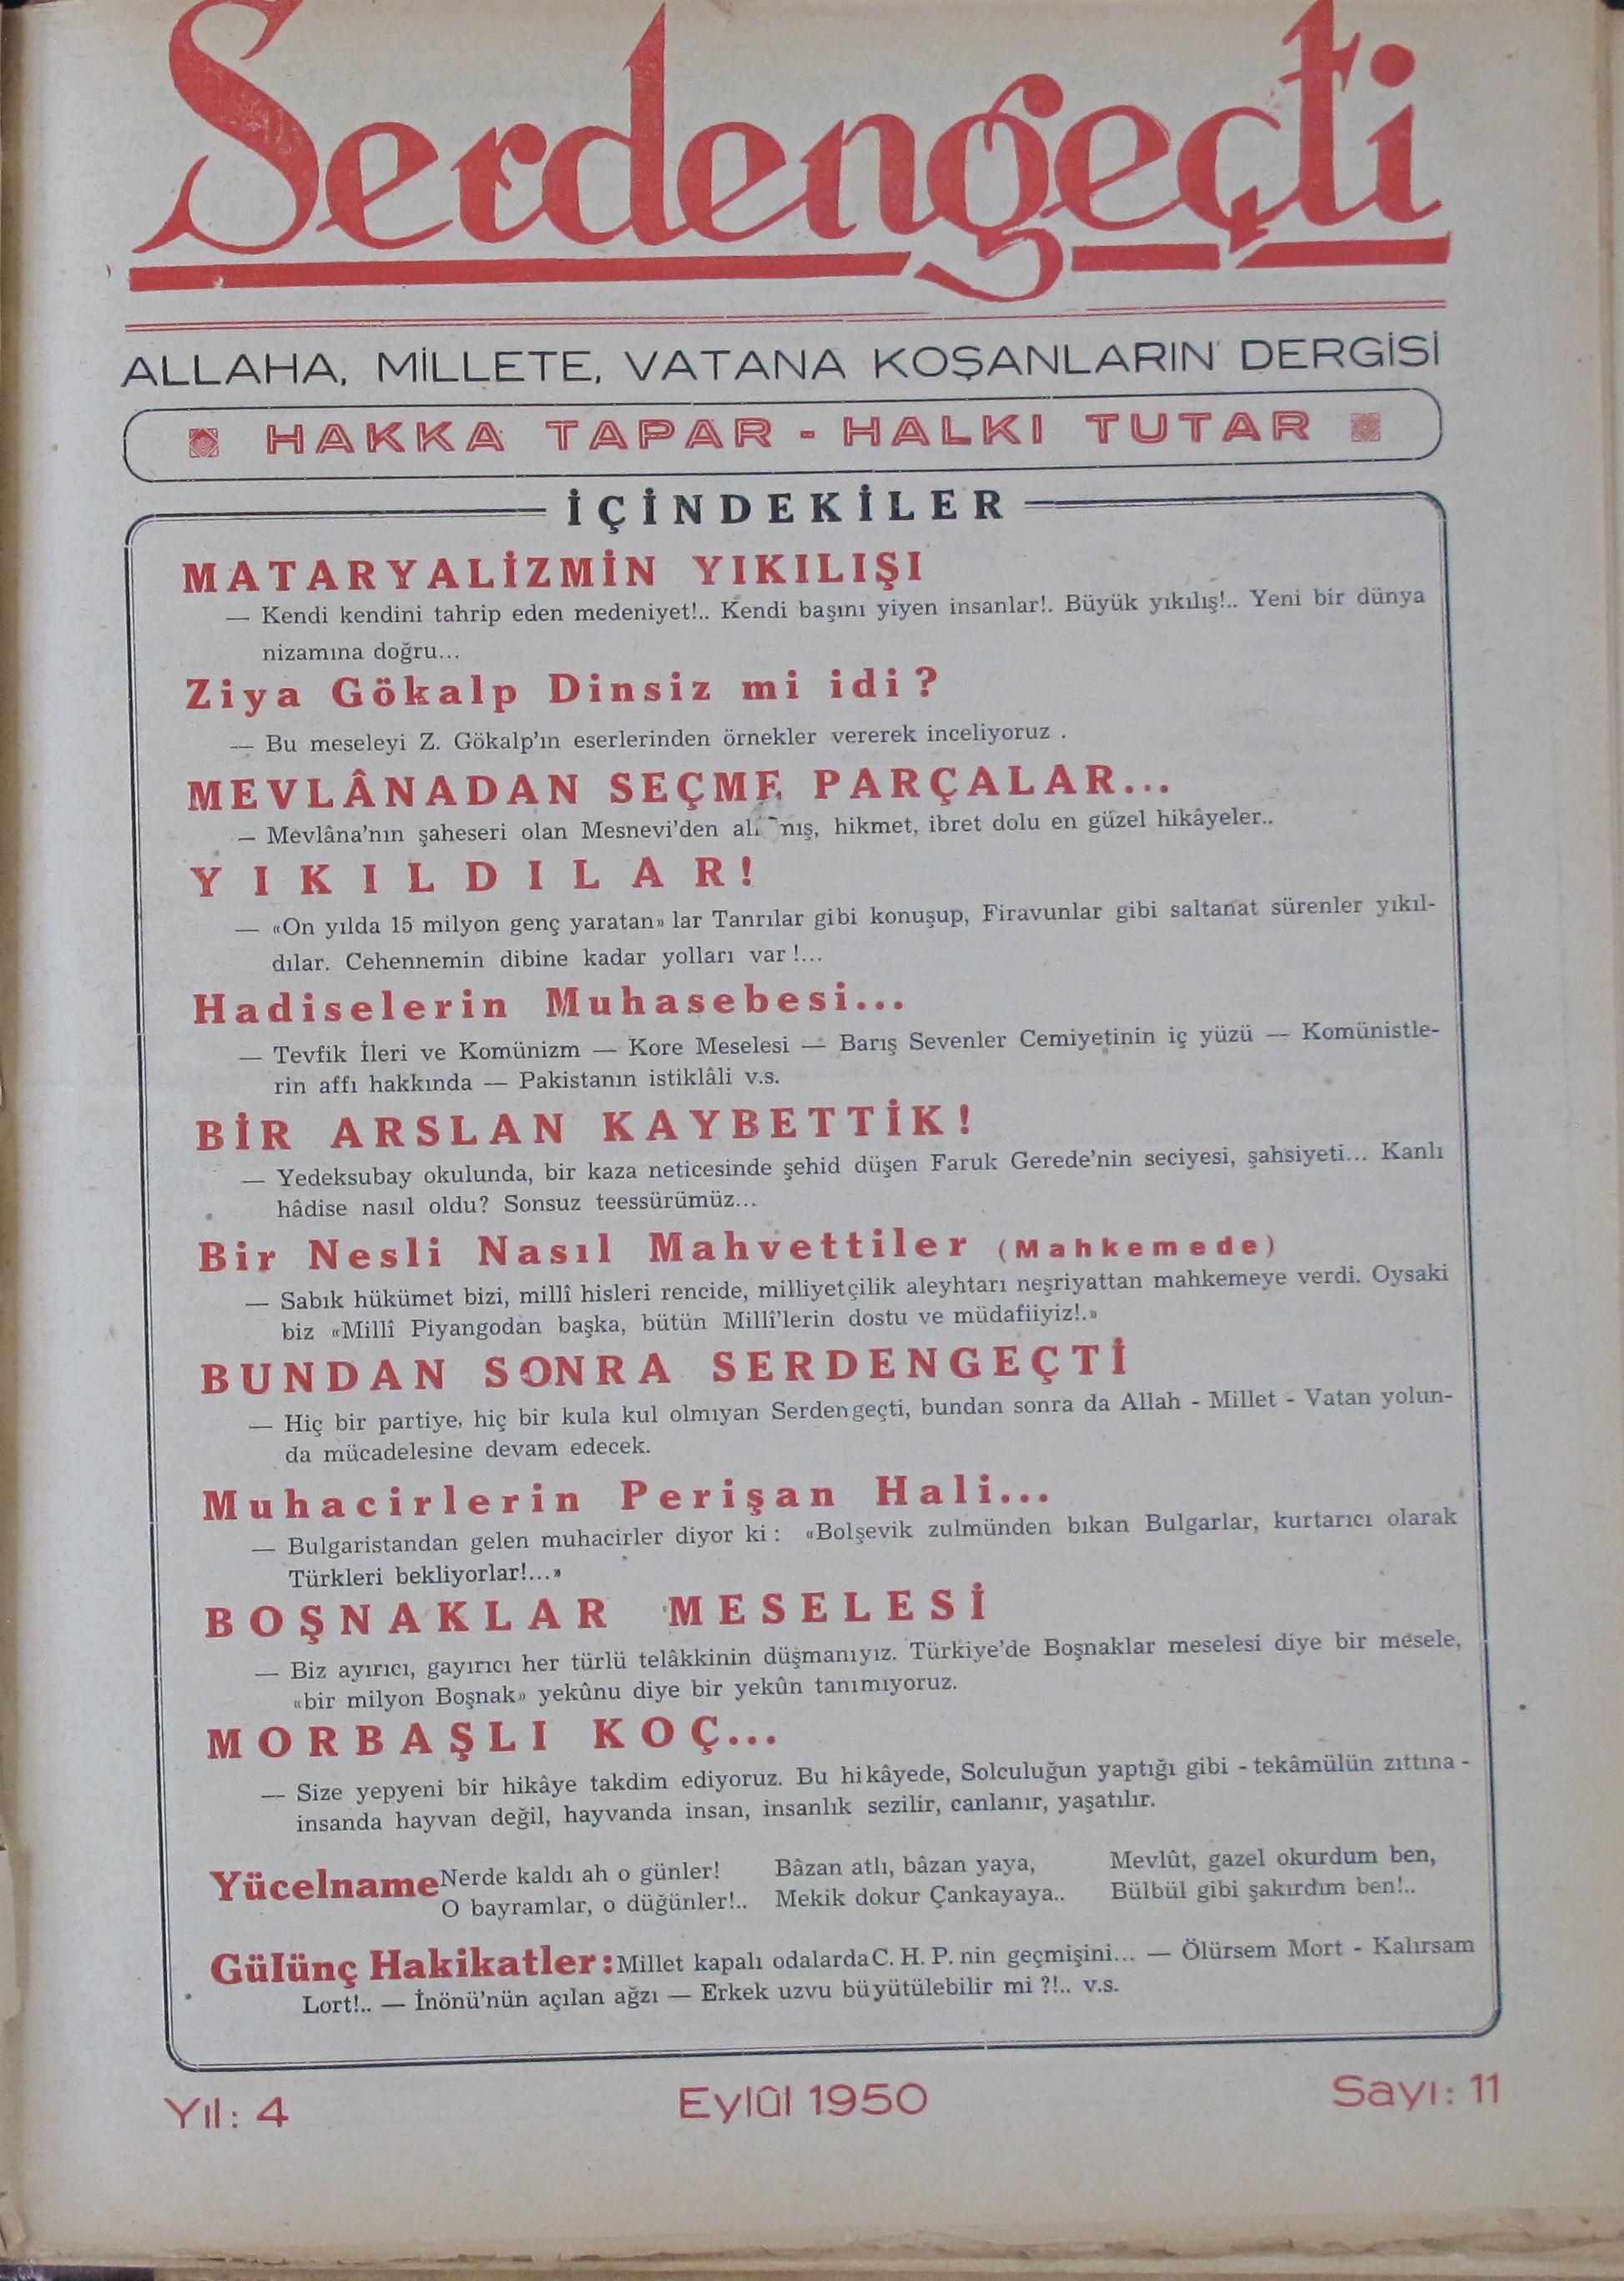 Serdengeçti
ALLAHA, MİLLETE, VATANA KOŞANLARIN DERGİSİ
HAKKA TAPAR - HALKI TUTAR
İÇİNDEKİLER
MATARYALİZMİN YIKILIŞI
— Kendi kendini tahrip eden medeniyet!.. Kendi başını yiyen insanlar!. Büyük yıkılış!.. Yeni bir dünya
nizamına doğru...
Ziya Gökalp Dinsiz mi idi?
— Bu meseleyi Z. Gökalp'ın eserlerinden örnekler vererek inceliyoruz .
MEVLÂNADAN SEÇME PARÇALAR...
— Mevlâna'nın şaheseri olan Mesnevi'den hikmet, ibret dolu en güzel hikâyeler..
YIKILDILAR!
— «On yılda 15 milyon genç yaratan» lar Tanrılar gibi konuşup, Firavunlar gibi saltanat sürenler yıkıl-
dılar. Cehennemin dibine kadar yolları var !...
Hadiselerin Muhasebesi...
— Tevfik İleri ve Komünizm — Kore Meselesi — Barış Sevenler Cemiyetinin iç yüzü — Komünistle-
rin affı hakkında — Pakistanın istiklâli v.s.
BİR ARSLAN KAYBETTİK!
— Yedeksubay okulunda, bir kaza neticesinde şehid düşen Faruk Gerede'nin seciyesi, şahsiyeti... Kanlı
hâdise nasıl oldu? Sonsuz teessürümüz...
Bir Nesli Nasıl Mahvettiler (Mahkemede)
— Sabık hükümet bizi, millî hisleri rencide, milliyetçilik aleyhtarı neşriyattan mahkemeye verdi. Oysaki
biz «Millî Piyangodan başka, bütün Millî'lerin dostu ve müdafiiyiz!.»
BUNDAN SONRA SERDENGEÇTİ
— Hiç bir partiye, hiç bir kula kul olmıyan Serdengeçti, bundan sonra da Allah - Millet - Vatan yolun-
da mücadelesine devam edecek.
Muhacirlerin Perişan Hali...
— Bulgaristandan gelen muhacirler diyor ki : «Bolşevik zulmünden bıkan Bulgarlar, kurtarıcı olarak
Türkleri bekliyorlar!...»
BOŞNAKLAR MESELESİ
— Biz ayırıcı, gayırıcı her türlü telâkkinin düşmanıyız. Türkiye'de Boşnaklar meselesi diye bir mesele,
«bir milyon Boşnak» yekûnu diye bir yekûn tanımıyoruz.
MORBAŞLI KOÇ...
— Size yepyeni bir hikâye takdim ediyoruz. Bu hikâyede, Solculuğun yaptığı gibi - tekâmülün zıttına -
insanda hayvan değil, hayvanda insan, insanlık sezilir, canlanır, yaşatılır.
Yücelname
Nerde kaldı ah o günler!
O bayramlar, o düğünler!..
Bâzan atlı, bâzan yaya,
Mekik dokur Çankayaya..
Mevlût, gazel okurdum ben,
Bülbül gibi şakırdım ben!..
Gülünç Hakikatler: Millet kapalı odalarda C. H. P. nin geçmişini... — Ölürsem Mort - Kalırsam
Lort!.. — İnönü'nün açılan ağzı — Erkek uzvu büyütülebilir mi ?!.. v.s.
Yıl: 4
Eylûl 1950
Sayı: 11